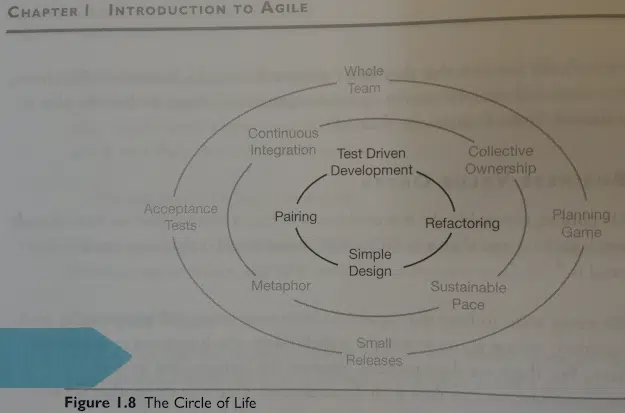 CHAPTER 1 INTRODUCTION TO AGILE
Whole
Team
Continuous
Integration
Test Driven
Development
Collective
Ownership
Acceptance
Tests
Pairing
Refactoring
Planning
Game
Simple
Design
Metaphor
Sustainable
Pace
Small
Releases
Figure 1.8 The Circle of Life